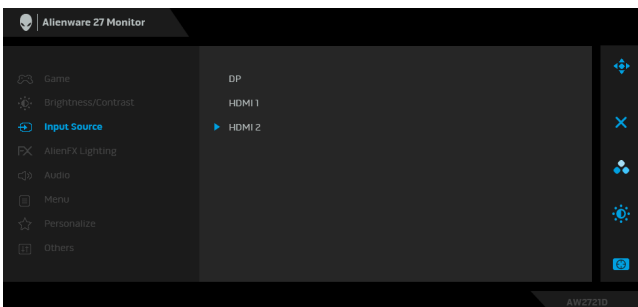 Alienware 27 Monitor
Game
Brightness/Contrast
Input Source
FX AlienFX Lighting
Audio
Menu
Personalize
Others
DP
HDMI 1
HDMI 2
AW2721D